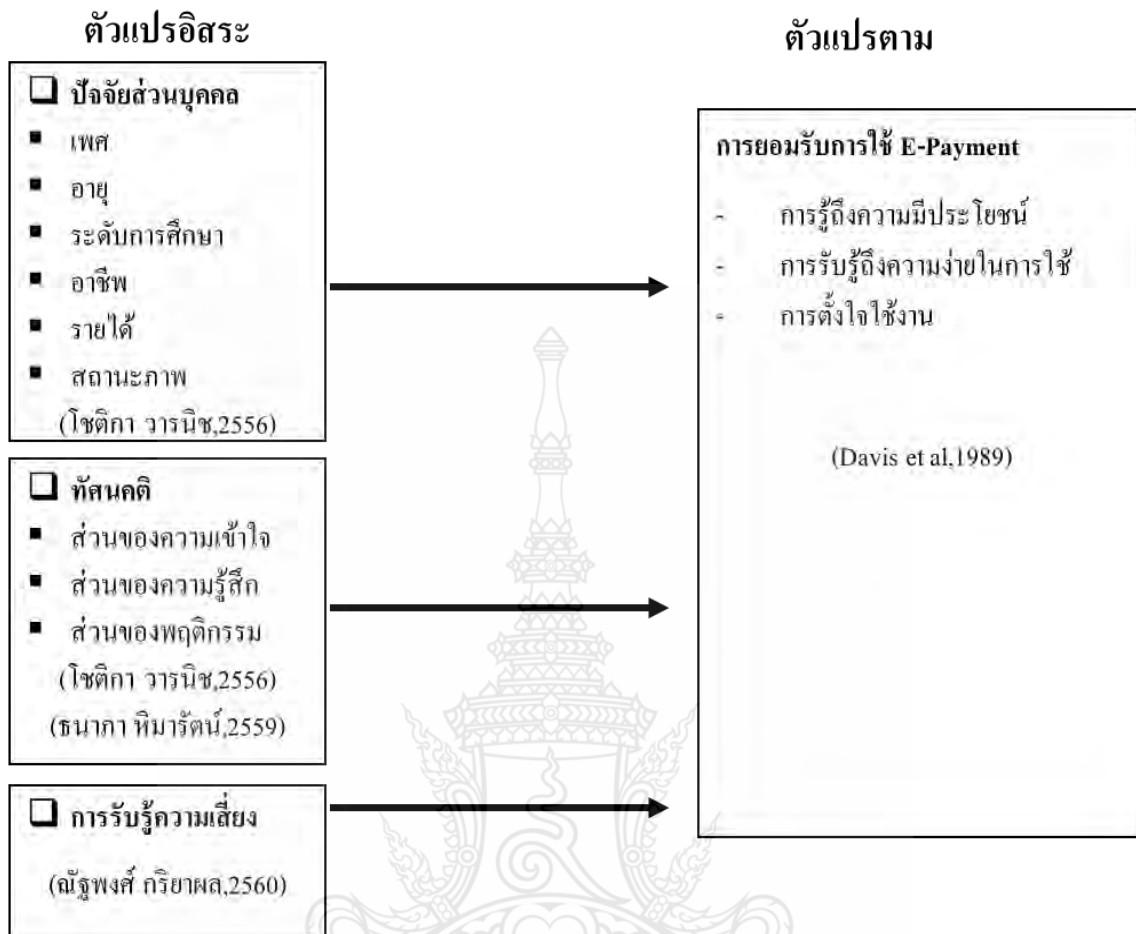 ตัวแปรอิสระ
❑ ปัจจัยส่วนบุคคล
▪ เพศ
▪ อายุ
▪ ระดับการศึกษา
▪ อาชีพ
▪ รายได้
▪ สถานะภาพ
(โชติกา วารนิช,2556)
❑ ทัศนคติ
▪ ส่วนของความเข้าใจ
▪ ส่วนของความรู้สึก
▪ ส่วนของพฤติกรรม
(โชติกา วารนิช,2556)
(ธนากา หิมารัตน์,2559)
❑ การรับรู้ความเสี่ยง
(ณัฐพงศ์ กริยาผล,2560)
ตัวแปรตาม
การยอมรับการใช้ E-Payment
- การรู้ถึงความมีประโยชน์
- การรับรู้ถึงความง่ายในการใช้
- การตั้งใจใช้งาน
(Davis et al,1989)